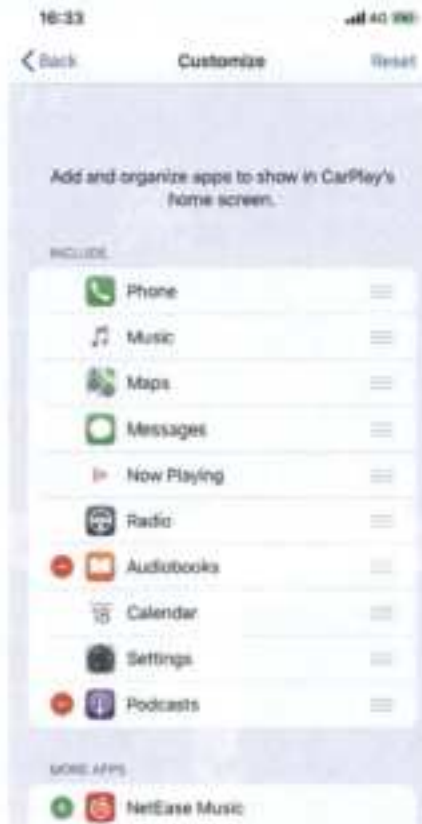 16:33
4G
Back
Customize
Reset
Add and organize apps to show in CarPlay's
home screen.
INCLUDE
Phone
Music
Maps
Messages
Now Playing
Radio
Audiobooks
18
Calendar
Settings
Podcasts
MORE APPS
NetEase Music